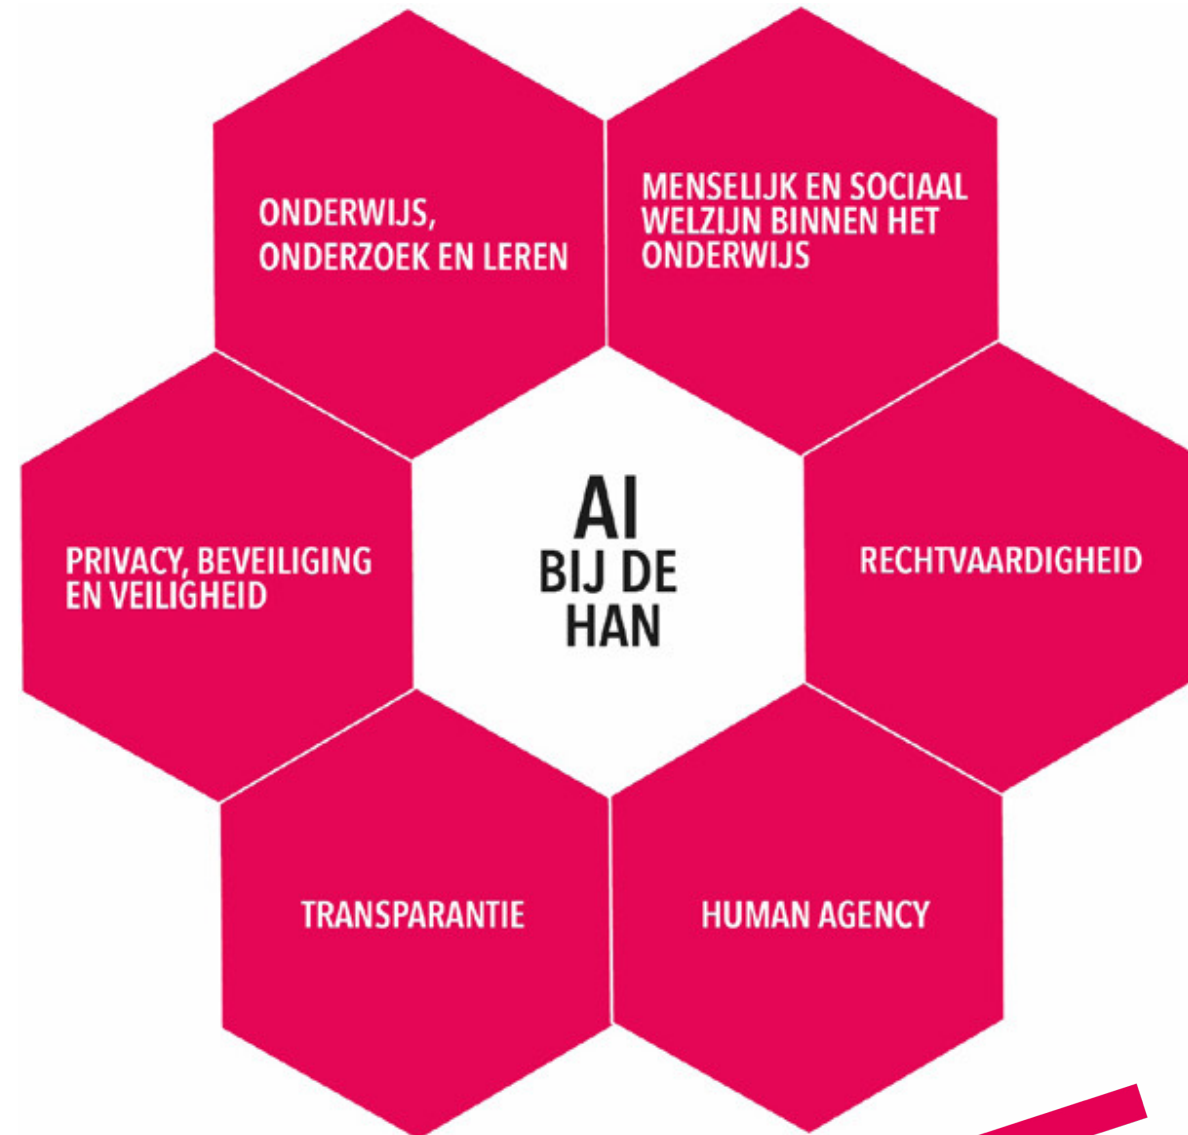 ONDERWIJS,
ONDERZOEK EN LEREN
MENSELIJK EN SOCIAAL
WELZIJN BINNEN HET
ONDERWIJS
PRIVACY, BEVEILIGING
EN VEILIGHEID
AI
BIJ DE
HAN
RECHTVAARDIGHEID
TRANSPARANTIE
HUMAN AGENCY